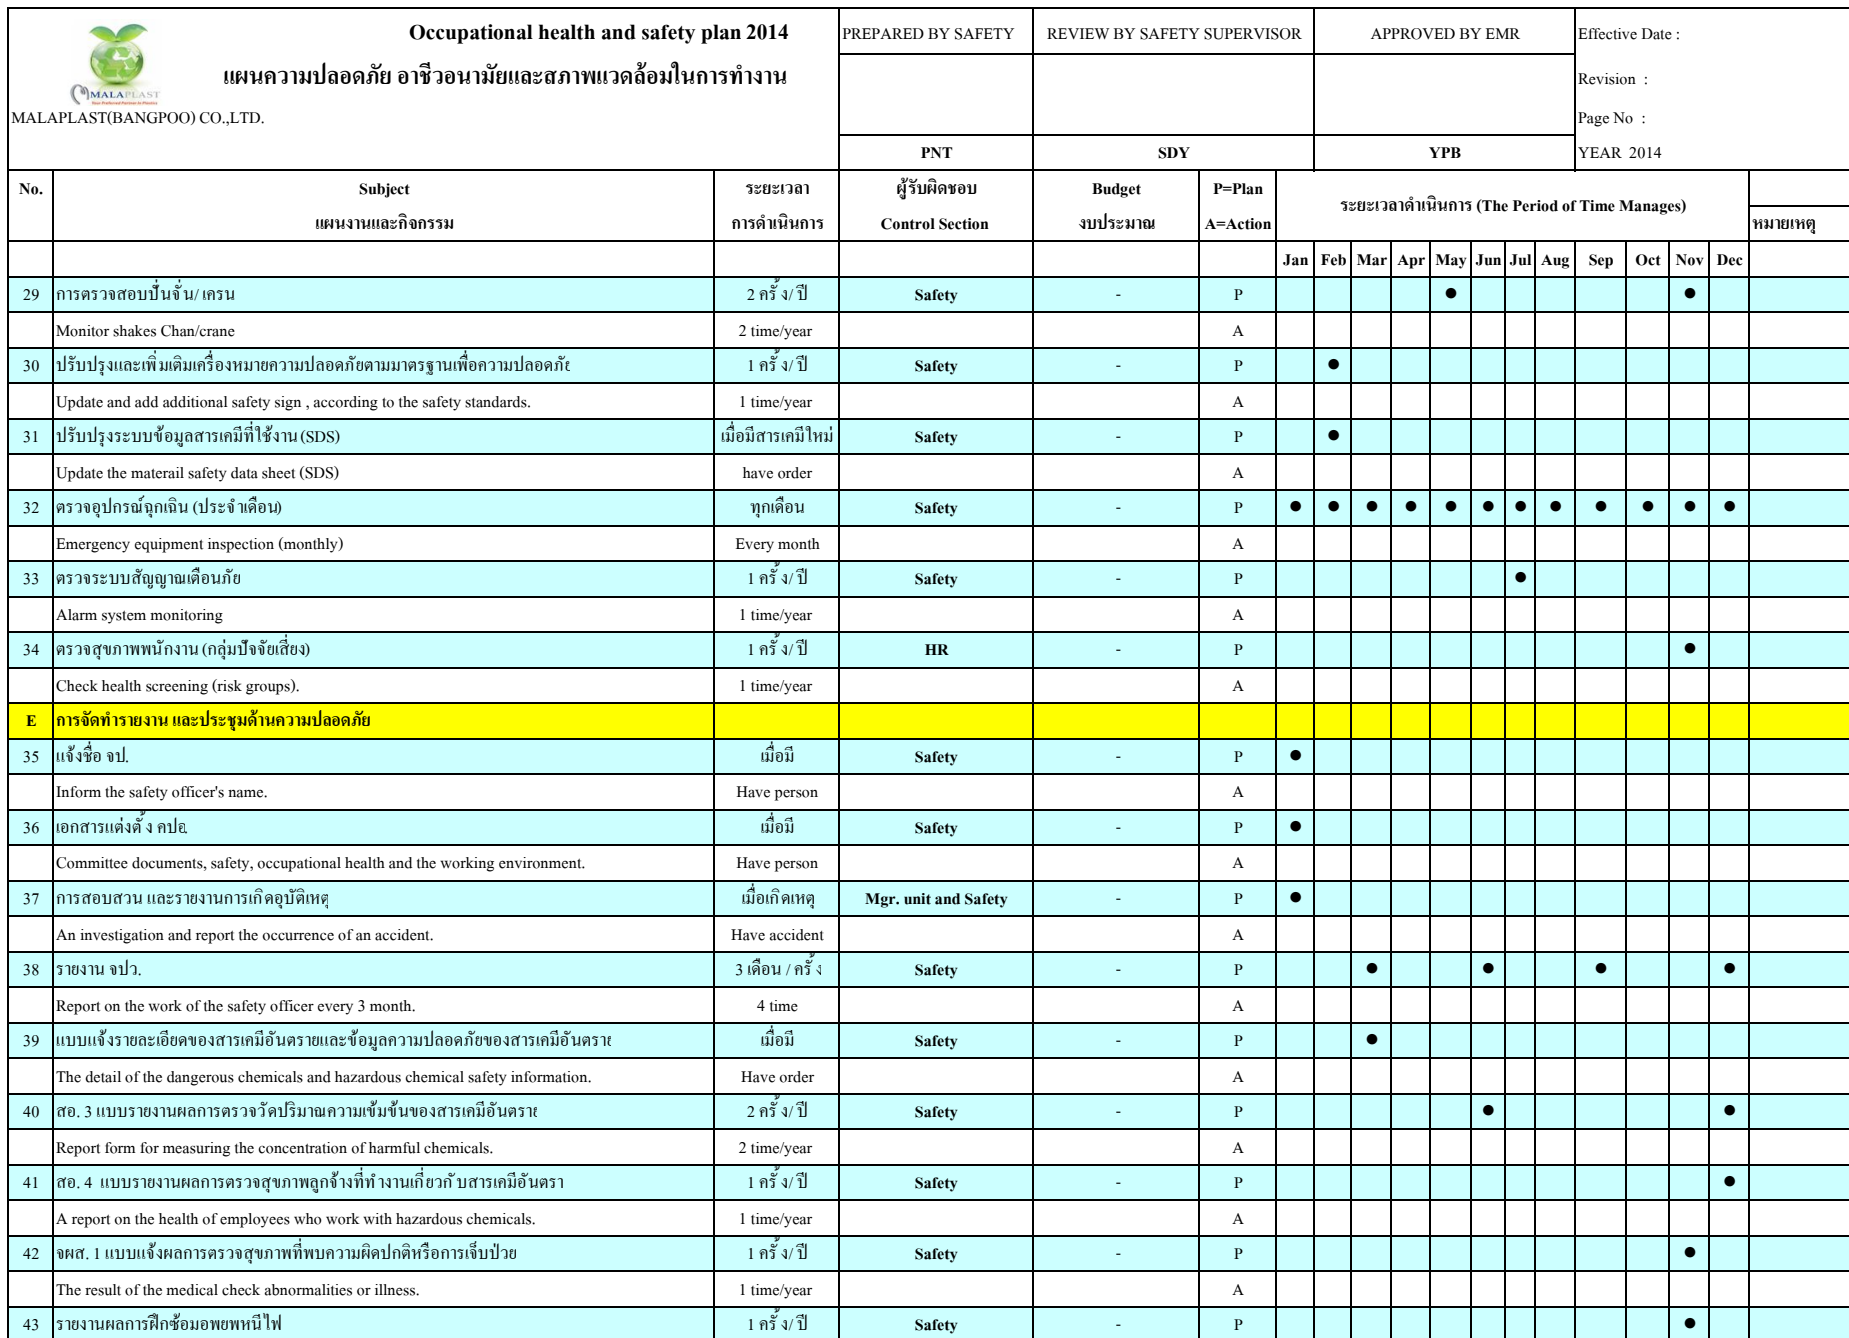 Occupational health and safety plan 2014
แผนความปลอดภัย อาชีวอนามัยและสภาพแวดล้อมในการทำงาน
MALAPLAST
MALAPLAST(BANGPOO) CO.,LTD.
PREPARED BY SAFETY REVIEW BY SAFETY SUPERVISOR APPROVED BY EMR Effective Date :
Revision :
Page No :
PNT SDY YPB YEAR 2014
No. Subject ระยะเวลา ผู้รับผิดชอบ Budget P=Plan ระยะเวลาดำเนินการ (The Period of Time Manages)
แผนงานและกิจกรรม การดำเนินการ Control Section งบประมาณ A=Action หมายเหตุ
Jan Feb Mar Apr May Jun Jul Aug Sep Oct Nov Dec
29 การตรวจสอบปั่นจั่น/เครน 2 ครั้ง/ปี Safety - P ● ●
Monitor shakes Chan/crane 2 time/year A
30 ปรับปรุงและเพิ่มเติมเครื่องหมายความปลอดภัยตามมาตรฐานเพื่อความปลอดภัย 1 ครั้ง/ปี Safety - P ●
Update and add additional safety sign , according to the safety standards. 1 time/year A
31 ปรับปรุงระบบข้อมูลสารเคมีที่ใช้งาน (SDS) เมื่อมีสารเคมีใหม่ Safety - P ●
Update the materail safety data sheet (SDS) have order A
32 ตรวจอุปกรณ์ฉุกเฉิน (ประจำเดือน) ทุกเดือน Safety - P ● ● ● ● ● ● ● ● ● ● ● ●
Emergency equipment inspection (monthly) Every month A
33 ตรวจระบบสัญญาณเตือนภัย 1 ครั้ง/ปี Safety - P ●
Alarm system monitoring 1 time/year A
34 ตรวจสุขภาพพนักงาน (กลุ่มปัจจัยเสี่ยง) 1 ครั้ง/ปี HR - P ●
Check health screening (risk groups). 1 time/year A
E การจัดทำรายงาน และประชุมด้านความปลอดภัย
35 แจ้งชื่อ จป. เมื่อมี Safety - P ●
Inform the safety officer's name. Have person A
36 เอกสารแต่งตั้ง คปอ. เมื่อมี Safety - P ●
Committee documents, safety, occupational health and the working environment. Have person A
37 การสอบสวน และรายงานการเกิดอุบัติเหตุ เมื่อเกิดเหตุ Mgr. unit and Safety - P ●
An investigation and report the occurrence of an accident. Have accident A
38 รายงาน จปว. 3 เดือน / ครั้ง Safety - P ● ● ● ●
Report on the work of the safety officer every 3 month. 4 time A
39 แบบแจ้งรายละเอียดของสารเคมีอันตรายและข้อมูลความปลอดภัยของสารเคมีอันตราย เมื่อมี Safety - P ●
The detail of the dangerous chemicals and hazardous chemical safety information. Have order A
40 สอ. 3 แบบรายงานผลการตรวจวัดปริมาณความเข้มข้นของสารเคมีอันตราย 2 ครั้ง/ปี Safety - P ● ●
Report form for measuring the concentration of harmful chemicals. 2 time/year A
41 สอ. 4 แบบรายงานผลการตรวจสุขภาพลูกจ้างที่ทำงานเกี่ยวกับสารเคมีอันตรา 1 ครั้ง/ปี Safety - P ●
A report on the health of employees who work with hazardous chemicals. 1 time/year A
42 จผส. 1 แบบแจ้งผลการตรวจสุขภาพที่พบความผิดปกติหรือการเจ็บป่วย 1 ครั้ง/ปี Safety - P ●
The result of the medical check abnormalities or illness. 1 time/year A
43 รายงานผลการฝึกซ้อมอพยพหนีไฟ 1 ครั้ง/ปี Safety - P ●